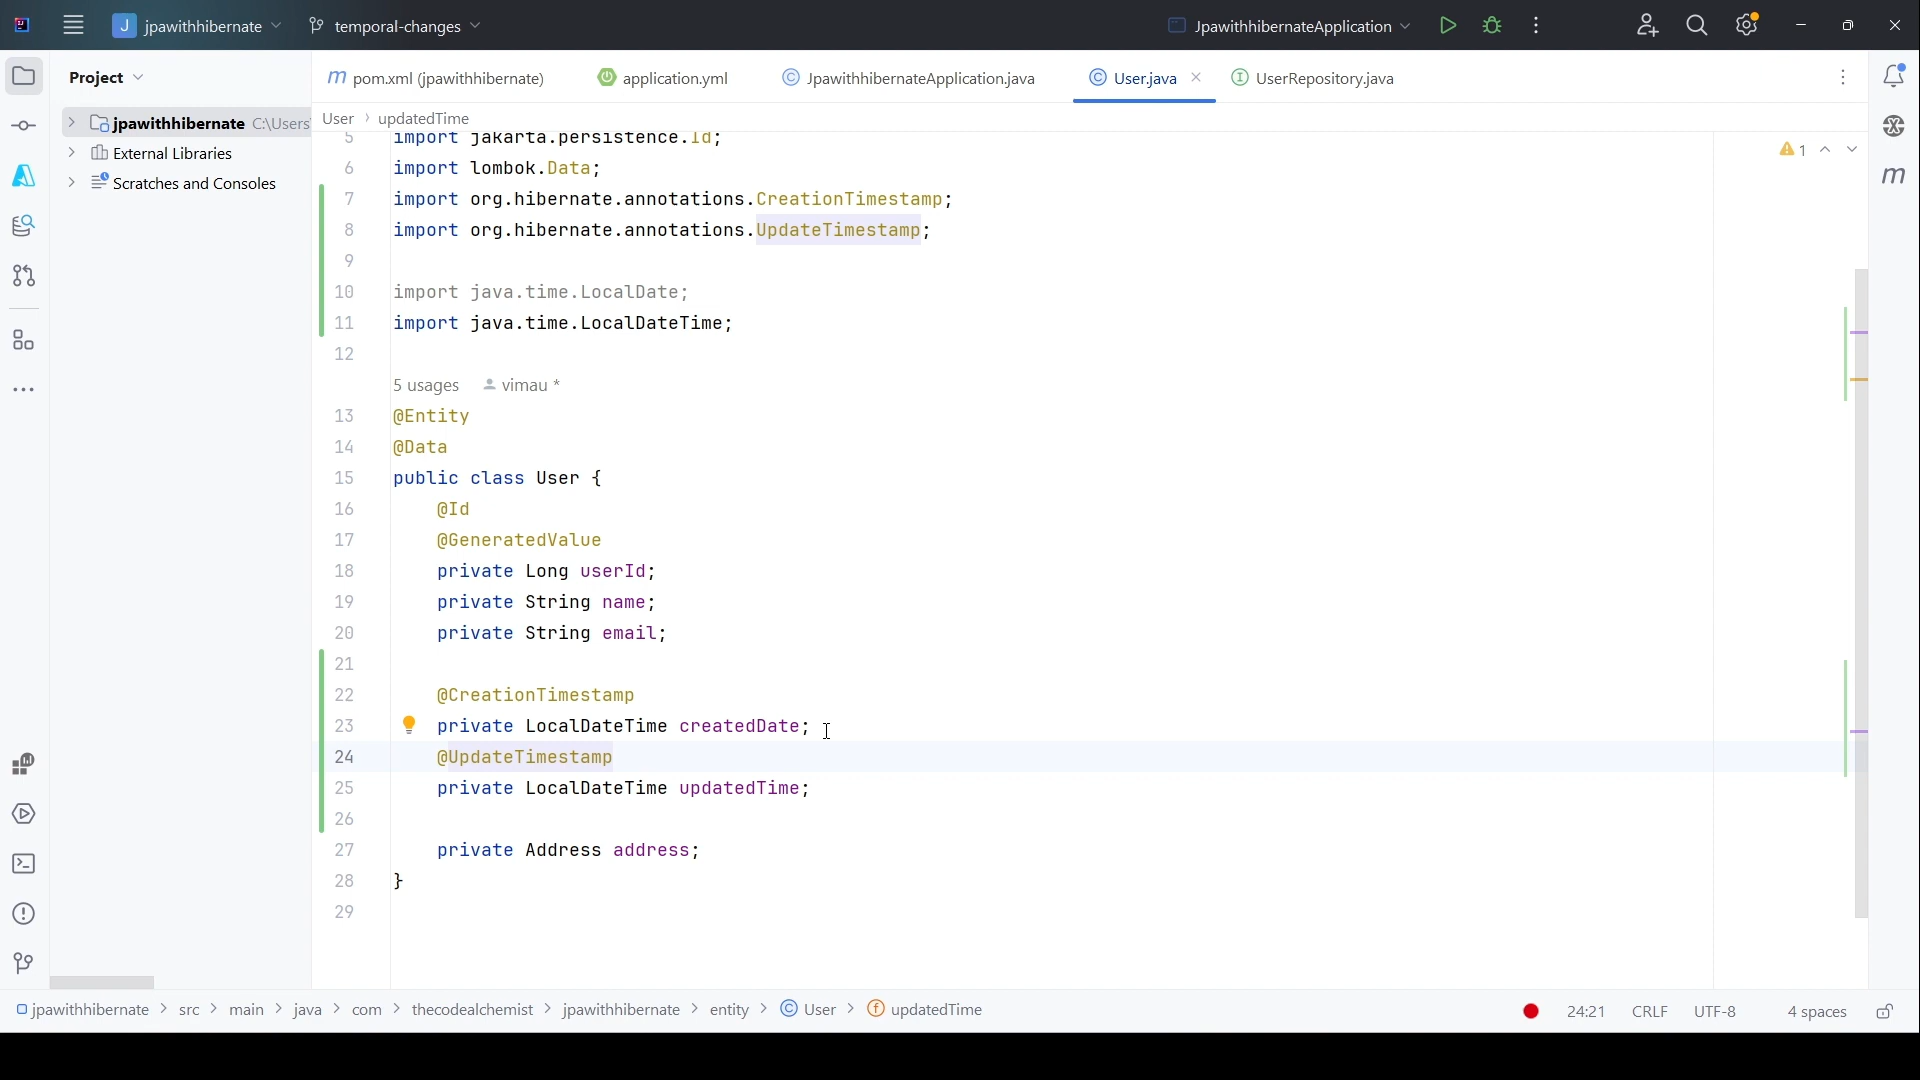 J jpawithhibernate temporal-changes JpawithhibernateApplication
Project
m pom.xml (jpawithhibernate) application.yml JpawithhibernateApplication.java User.java UserRepository.java
jpawithhibernate C:\Users
External Libraries
Scratches and Consoles
User > updatedTime
5 import jakarta.persistence.Id;
6 import lombok.Data;
7 import org.hibernate.annotations.CreationTimestamp;
8 import org.hibernate.annotations.UpdateTimestamp;
9
10 import java.time.LocalDate;
11 import java.time.LocalDateTime;
12
5 usages vimau *
13 @Entity
14 @Data
15 public class User {
16 @Id
17 @GeneratedValue
18 private Long userId;
19 private String name;
20 private String email;
21
22 @CreationTimestamp
23 private LocalDateTime createdDate;
24 @UpdateTimestamp
25 private LocalDateTime updatedTime;
26
27 private Address address;
28 }
29
1
m
jpawithhibernate > src > main > java > com > thecodealchemist > jpawithhibernate > entity > User > updatedTime
24:21 CRLF UTF-8 4 spaces